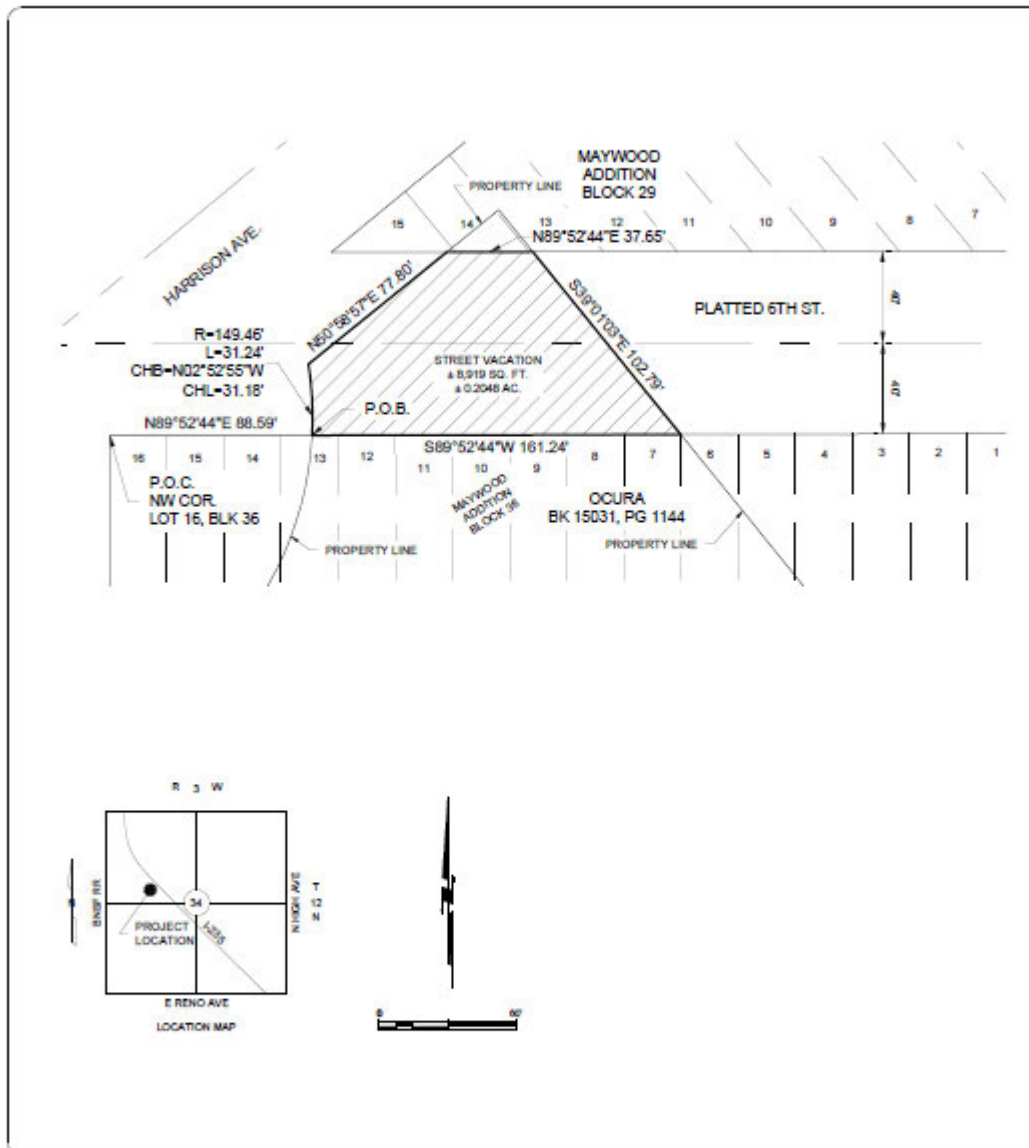 MAYWOOD
ADDITION
BLOCK 29
PROPERTY LINE
15
14
13
12
11
10
9
8
7
N89°52'44"E 37.65'
HARRISON AVE.
N50°58'57"E 77.80'
S39°01'03"E 102.79'
PLATTED 6TH ST.
40'
40'
R=149.46'
L=31.24'
CHB=N02°52'55"W
CHL=31.18'
STREET VACATION
± 8,919 SQ. FT.
± 0.2048 AC.
N89°52'44"E 88.59'
P.O.B.
S89°52'44"W 161.24'
16
15
14
13
12
11
10
9
8
7
6
5
4
3
2
1
P.O.C.
NW COR.
LOT 16, BLK 36
MAYWOOD
ADDITION
BLOCK 36
OCURA
BK 15031, PG 1144
PROPERTY LINE
PROPERTY LINE
R 3 W
BNSF RR
34
I-235
N HIGH AVE
T
12
N
PROJECT
LOCATION
E RENO AVE
LOCATION MAP
0
60'